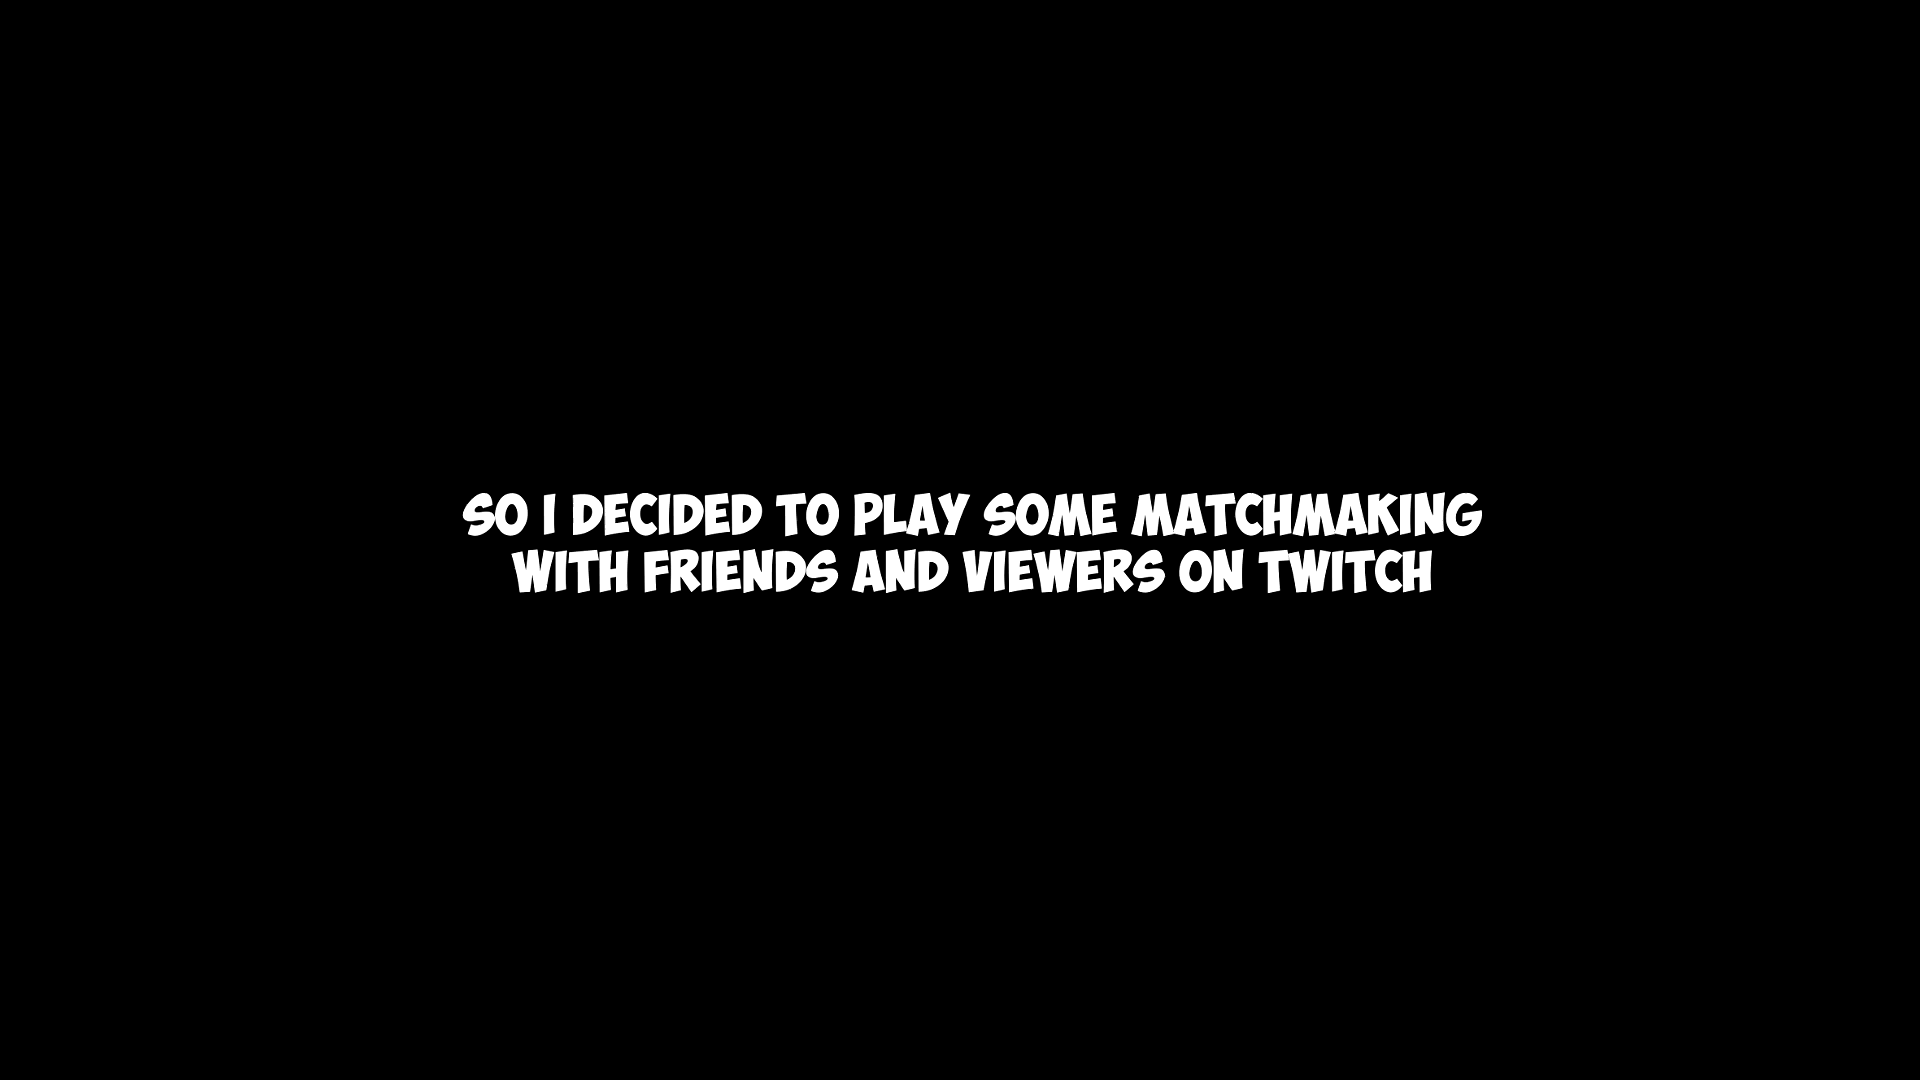 SO I DECIDED TO PLAY SOME MATCHMAKING
WITH FRIENDS AND VIEWERS ON TWITCH